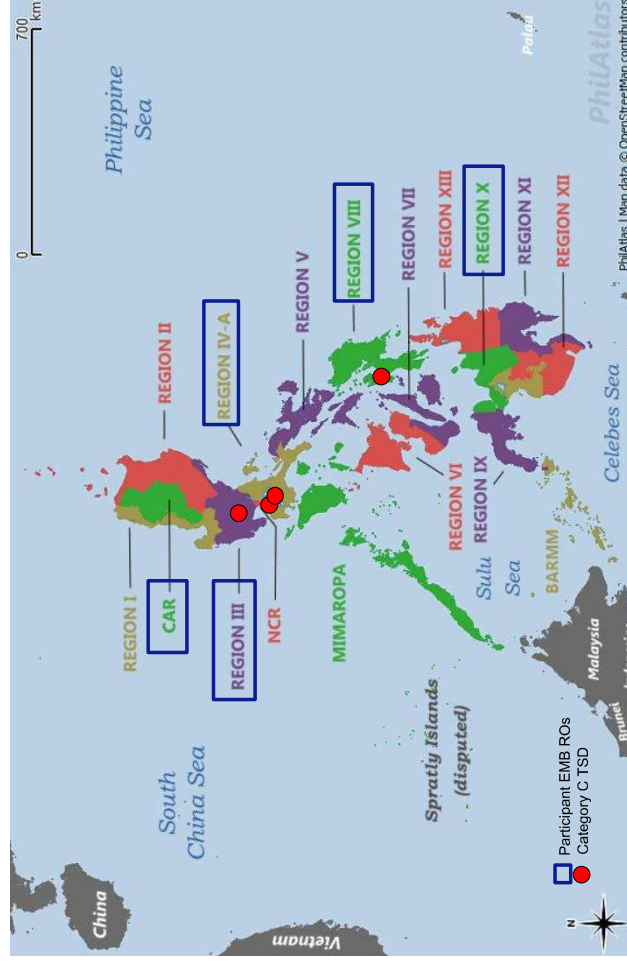 700
km
0
Philippine
Sea
China
South
China Sea
Vietnam
REGION I
CAR
REGION III
NCR
MIMAROPA
REGION II
REGION IV-A
REGION V
REGION VIII
REGION VII
REGION XIII
REGION X
REGION XI
REGION XII
REGION VI
REGION IX
BARMM
Sulu
Sea
Celebes Sea
Spratly Islands
(disputed)
Palau
Malaysia
Brunei
N
Participant EMB ROs
Category C TSD
PhilAtlas
PhilAtlas | Map data © OpenStreetMap contributors